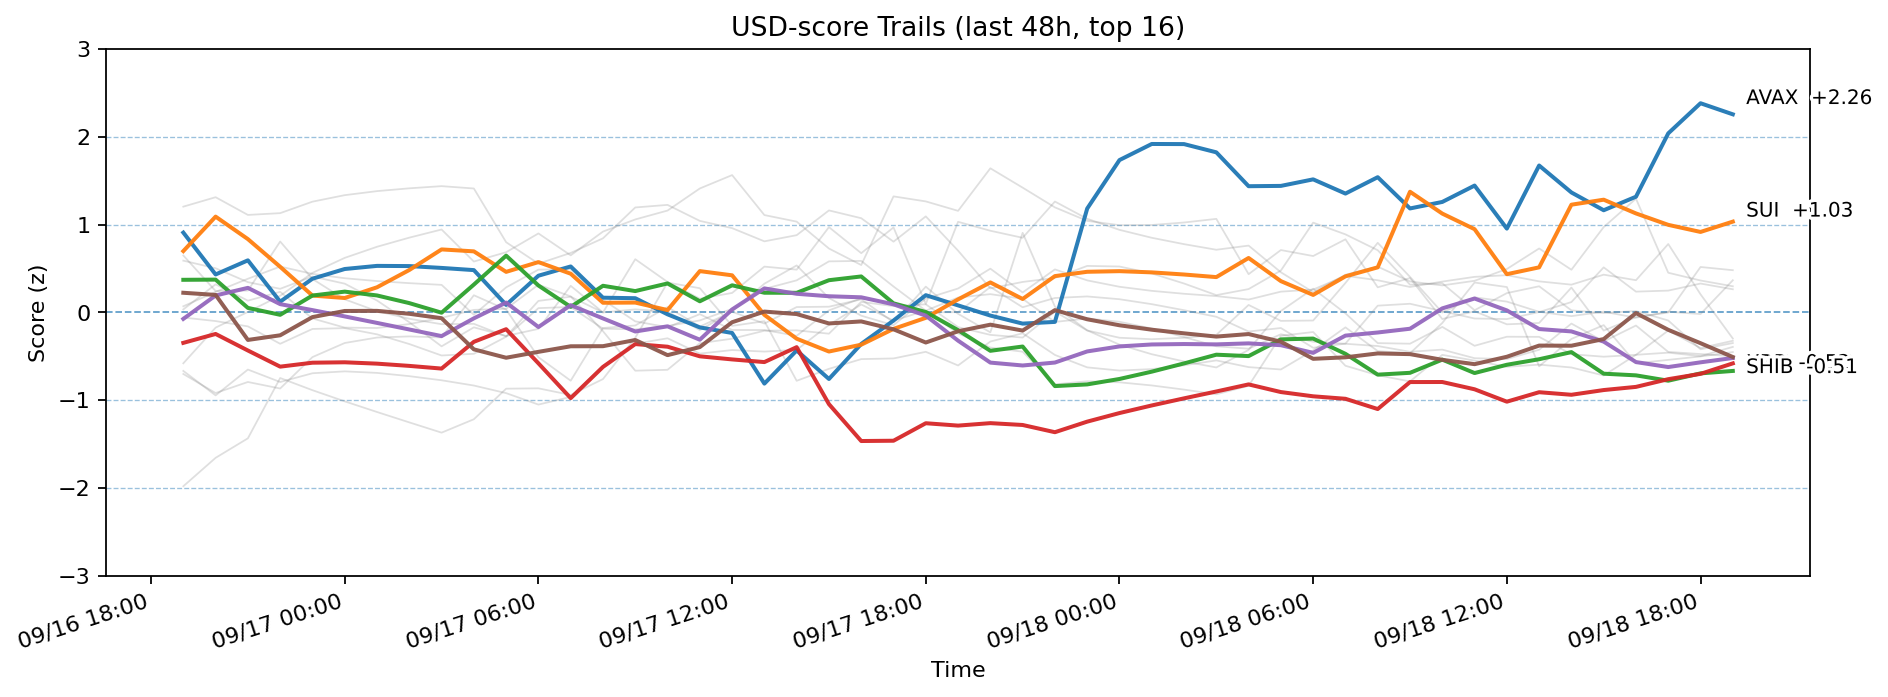 USD-score Trails (last 48h, top 16)
3
2
1
0
−1
−2
−3
Score (z)
AVAX +2.26
SUI +1.03
SHIB -0.51
09/16 18:00
09/17 00:00
09/17 06:00
09/17 12:00
09/17 18:00
09/18 00:00
09/18 06:00
09/18 12:00
09/18 18:00
Time